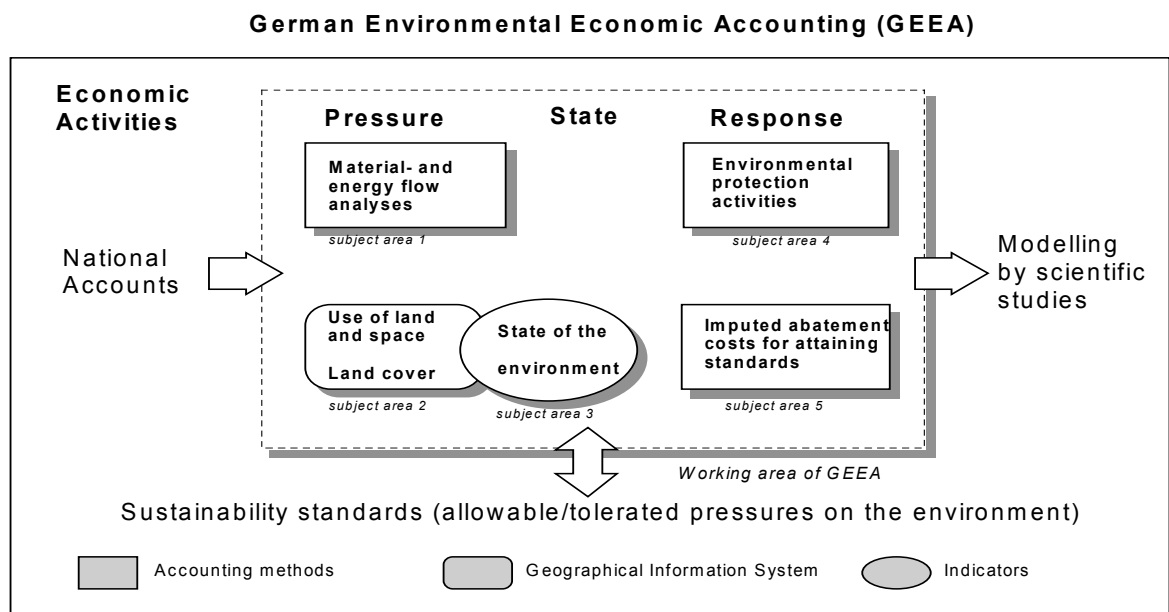 German Environmental Economic Accounting (GEEA)
Economic
Activities
Pressure
State
Response
Material- and
energy flow
analyses
subject area 1
Environmental
protection
activities
subject area 4
National
Accounts
Modelling
by scientific
studies
Use of land
and space
Land cover
subject area 2
State of the
environment
subject area 3
Imputed abatement
costs for attaining
standards
subject area 5
Working area of GEEA
Sustainability standards (allowable/tolerated pressures on the environment)
Accounting methods
Geographical Information System
Indicators